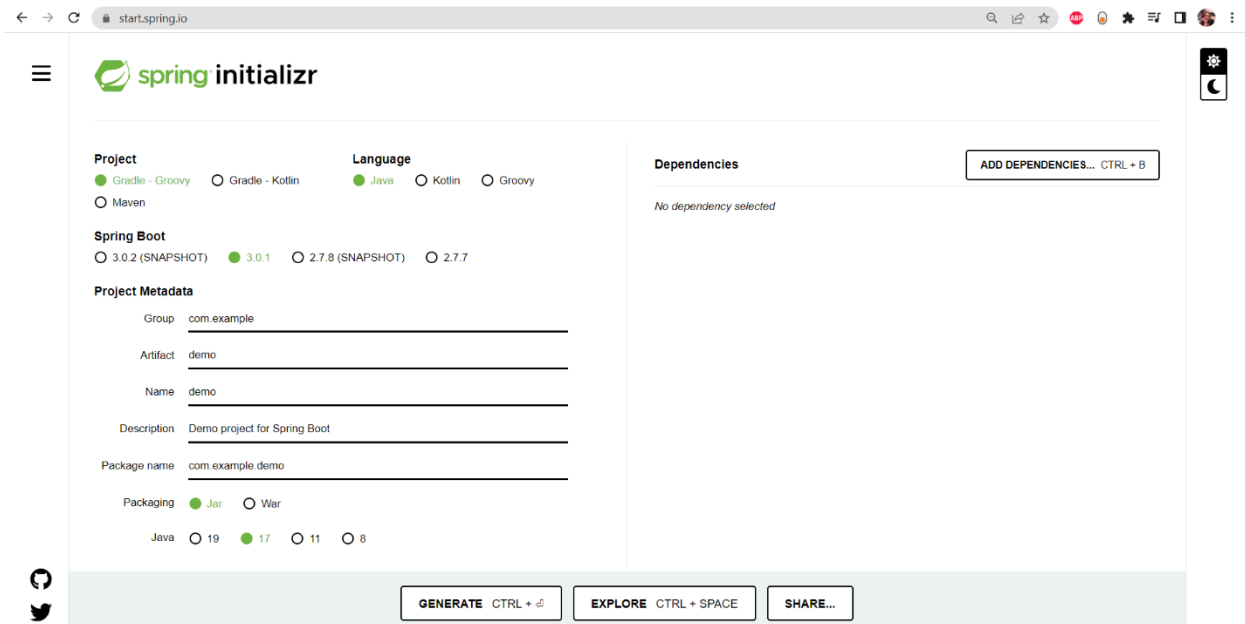 start.spring.io
ABP
spring initializr
Project
Gradle - Groovy Gradle - Kotlin
Maven
Language
Java Kotlin Groovy
Spring Boot
3.0.2 (SNAPSHOT) 3.0.1 2.7.8 (SNAPSHOT) 2.7.7
Project Metadata
Group com.example
Artifact demo
Name demo
Description Demo project for Spring Boot
Package name com.example.demo
Packaging Jar War
Java 19 17 11 8
Dependencies
ADD DEPENDENCIES... CTRL + B
No dependency selected
GENERATE CTRL + ⏎
EXPLORE CTRL + SPACE
SHARE...